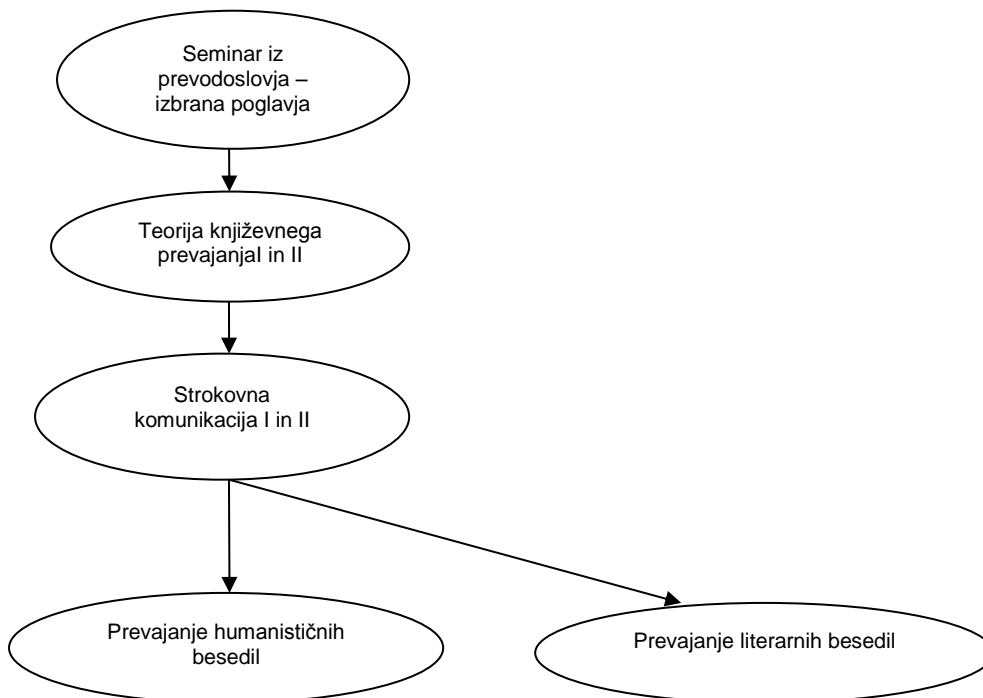 Seminar iz
prevodoslovja –
izbrana poglavja
Teorija književnega
prevajanjaI in II
Strokovna
komunikacija I in II
Prevajanje humanističnih
besedil
Prevajanje literarnih besedil